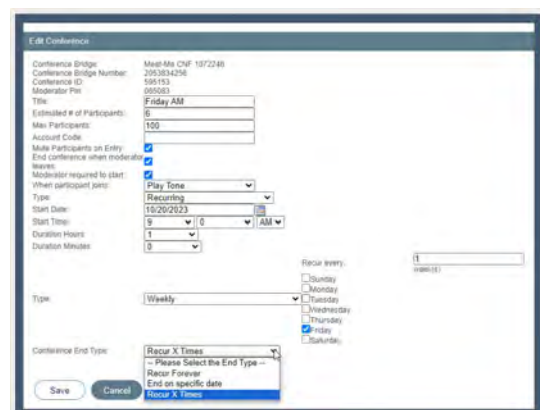 Edit Conference
Conference Bridge: Meet-Me CNF 1072246
Conference Bridge Number: 2053834256
Conference ID: 595153
Moderator Pin: 065083
Title: Friday AM
Estimated # of Participants: 6
Max Participants: 100
Account Code:
Mute Participants on Entry:
End conference when moderator
leaves:
Moderator required to start:
When participant joins: Play Tone
Type: Recurring
Start Date: 10/20/2023
Start Time: 9 0 AM
Duration Hours: 1
Duration Minutes: 0
Recur every: 1
week(s)
Sunday
Monday
Type: Weekly Tuesday
Wednesday
Thursday
Friday
Saturday
Conference End Type: Recur X Times
-- Please Select the End Type --
Recur Forever
End on specific date
Recur X Times
Save Cancel